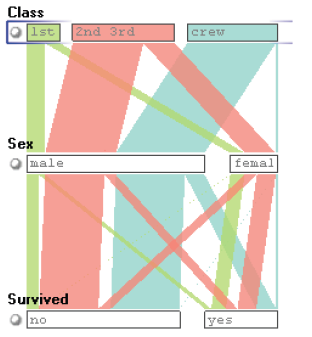 Class
1st 2nd 3rd crew
Sex
male femal
Survived
no yes